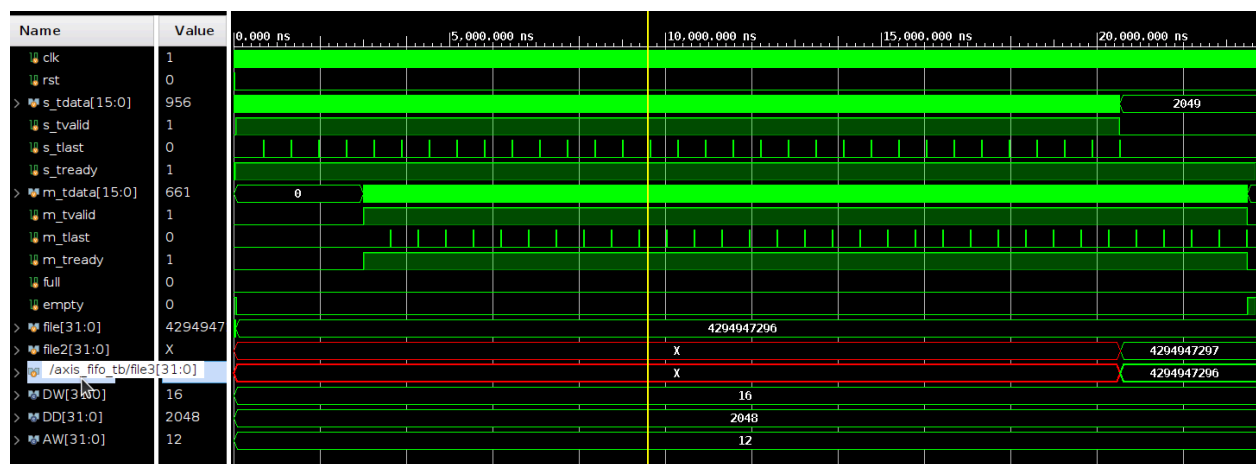 Name Value 0.000 ns 5,000.000 ns 10,000.000 ns 15,000.000 ns 20,000.000 ns
clk 1
rst 0
s_tdata[15:0] 956 2049
s_tvalid 1
s_tlast 0
s_tready 1
m_tdata[15:0] 661 0
m_tvalid 1
m_tlast 0
m_tready 1
full 0
empty 0
file[31:0] 4294947 4294947296
file2[31:0] X X 4294947297
/axis_fifo_tb/file3[31:0] X 4294947296
DW[31:0] 16 16
DD[31:0] 2048 2048
AW[31:0] 12 12